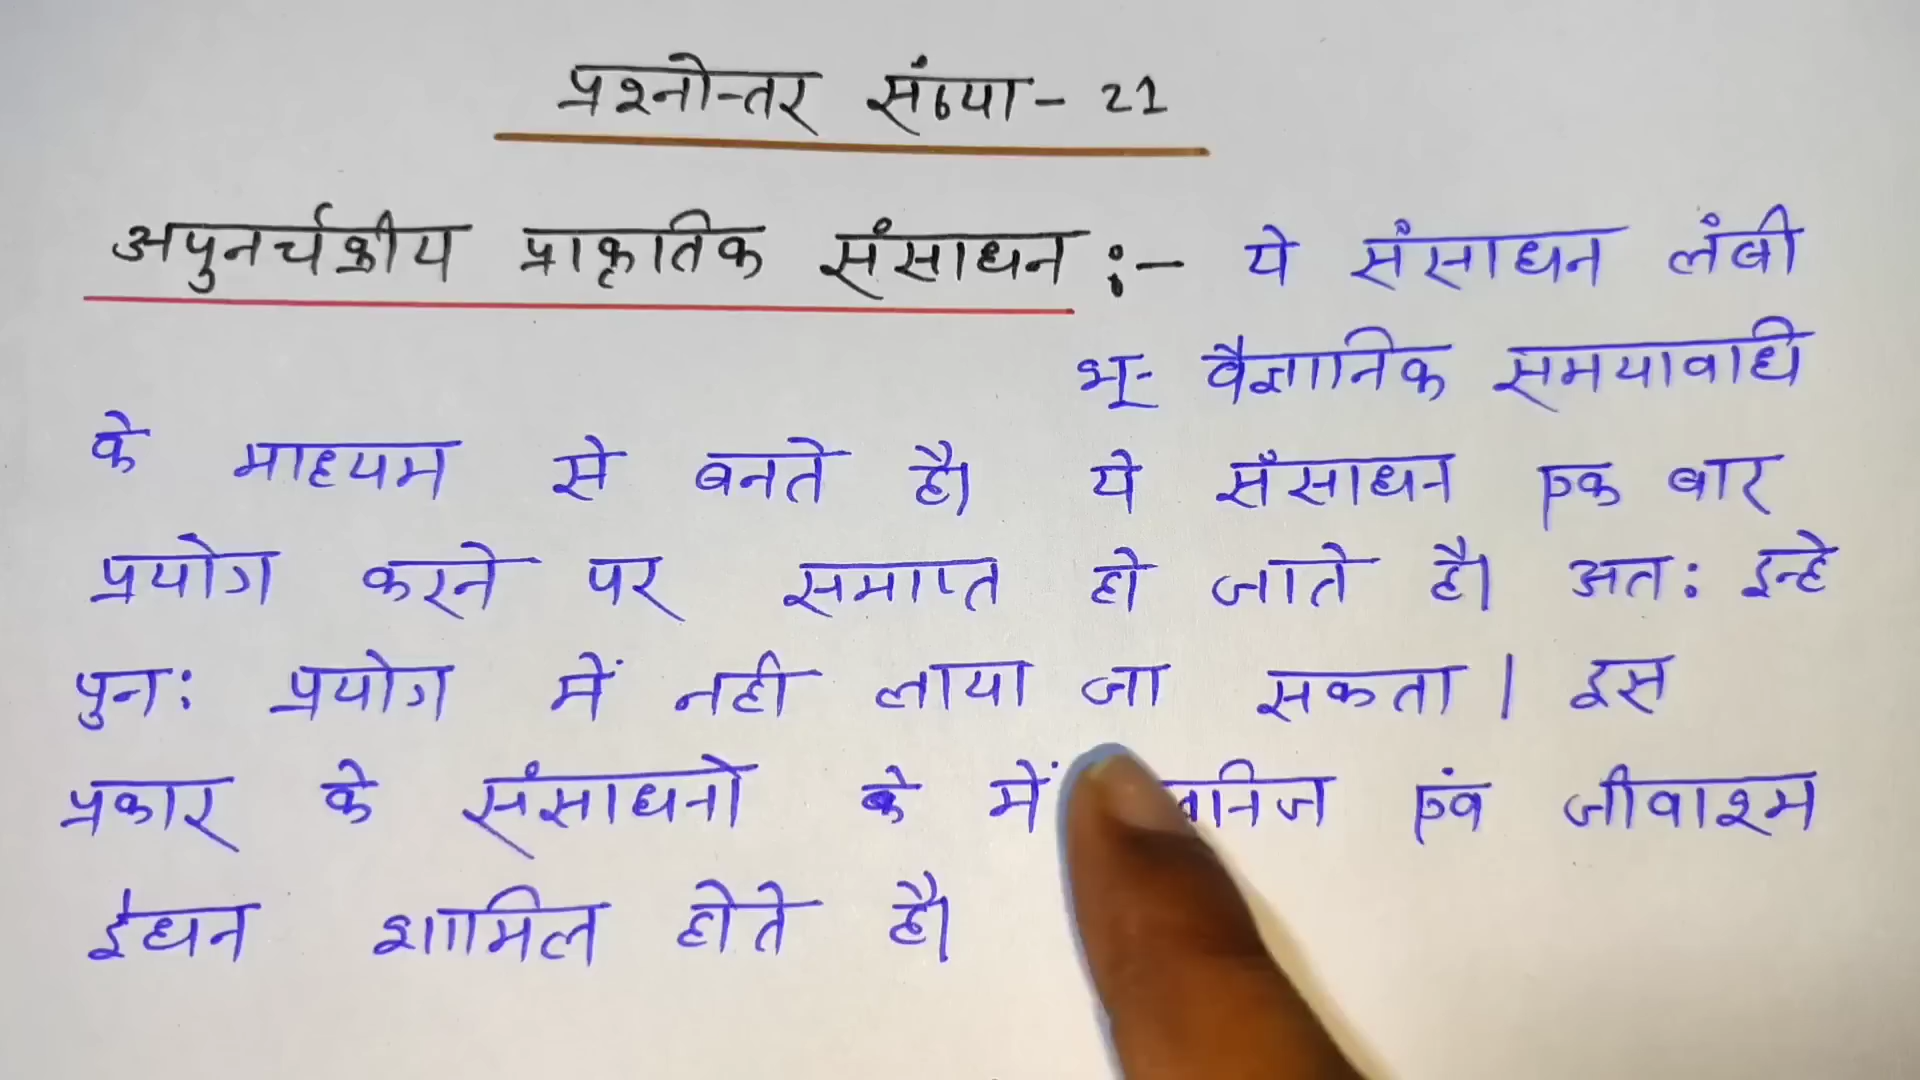 प्रश्नोत्तर संख्या - 21
अपुनर्चक्रीय प्राकृतिक संसाधन :- ये संसाधन लंबी
भू- वैज्ञानिक समयावधि
के माध्यम से बनते है। ये संसाधन एक बार
प्रयोग करने पर समाप्त हो जाते है। अत: इन्हे
पुन: प्रयोग में नही लाया जा सकता। इस
प्रकार के संसाधनो के में एवं जीवाश्म
ईधन शामिल होते है।